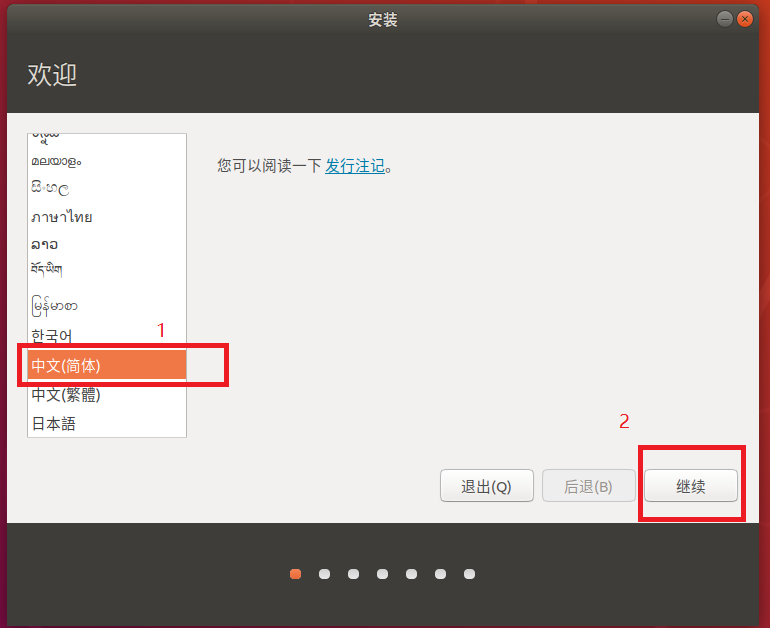 安装
欢迎
മലയാളം
සිංහල
ภาษาไทย
ລາວ
བོད་ཡིག
မြန်မာစာ
한국어
1
中文(简体)
中文(繁體)
日本語
您可以阅读一下 发行注记。
2
退出(Q)
后退(B)
继续